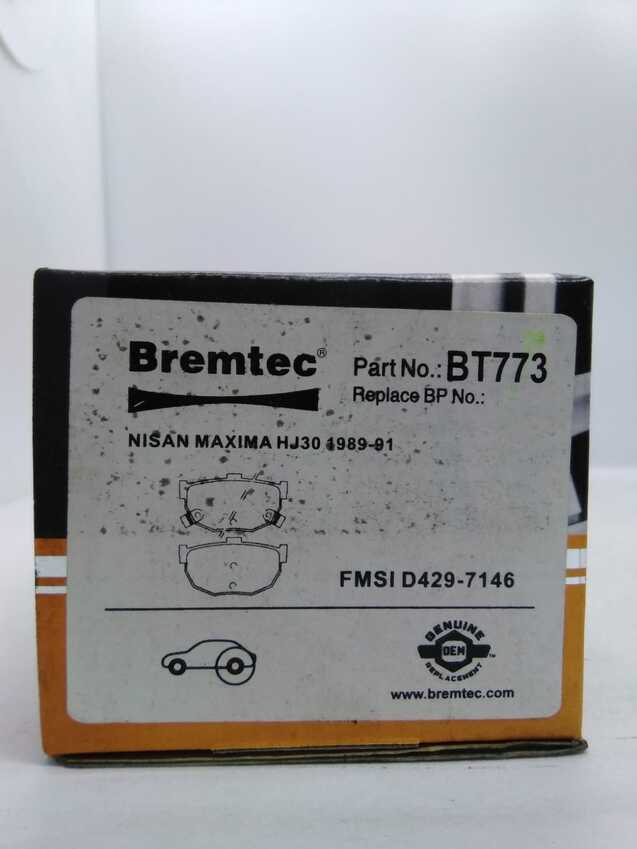 Bremtec®
Part No.: BT773
Replace BP No.:
NISAN MAXIMA HJ30 1989-91
FMSI D429-7146
GENUINE
OEM
REPLACEMENT™
www.bremtec.com